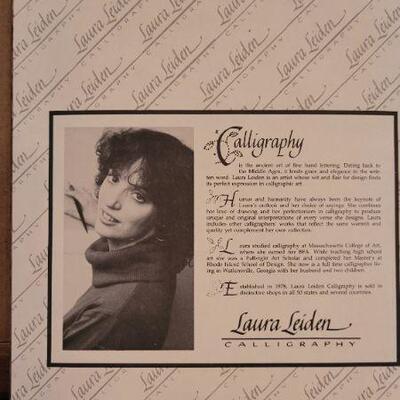 Laura Leiden
CALLIGRAPHY
Calligraphy
is the ancient art of fine hand lettering. Dating back to
the Middle Ages, it lends grace and elegance to the writ-
ten word. Laura Leiden is an artist whose wit and flair for design finds
its perfect expression in calligraphic art.
Humor and humanity have always been the keynote of
Laura's outlook and her choice of sayings. She combines
her love of drawing and her perfectionism in calligraphy to produce
unique and original interpretations of every verse she designs. Laura
includes other calligraphers' works that reflect the same warmth and
quality yet complement her own collection.
Laura studied calligraphy at Massachusetts College of Art,
where she earned her BFA. While teaching high school
art she was a Fulbright Art Scholar and completed her Master's at
Rhode Island School of Design. She now is a full time calligrapher liv-
ing in Watkinsville, Georgia with her husband and two children.
Established in 1978, Laura Leiden Calligraphy is sold in
distinctive shops in all 50 states and several countries.
Laura Leiden
CALLIGRAPHY